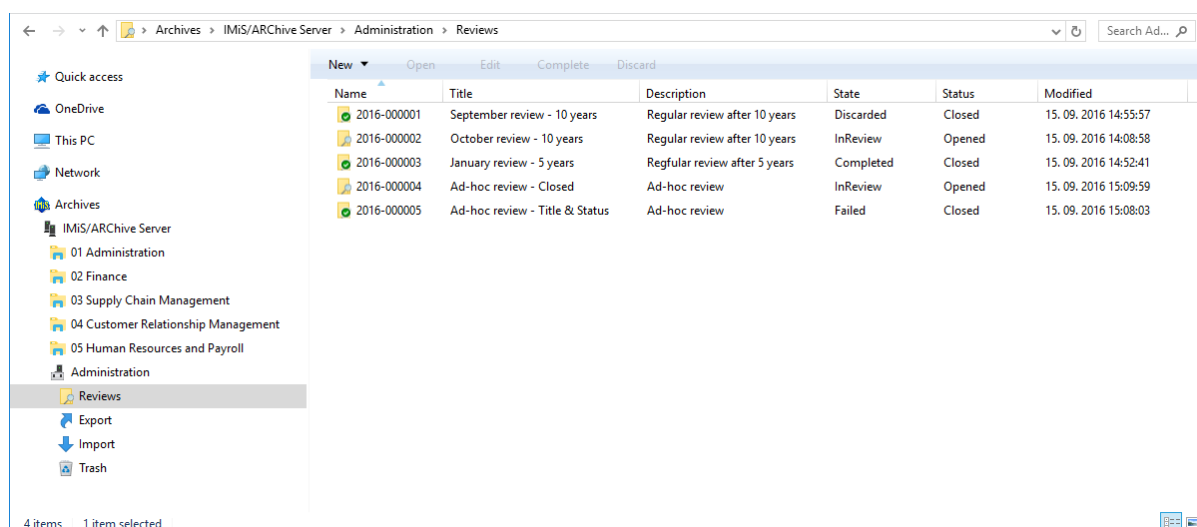 Archives > IMiS/ARChive Server > Administration > Reviews
Search Ad...
Quick access
OneDrive
This PC
Network
Archives
IMiS/ARChive Server
01 Administration
02 Finance
03 Supply Chain Management
04 Customer Relationship Management
05 Human Resources and Payroll
Administration
Reviews
Export
Import
Trash
New Open Edit Complete Discard
Name Title Description State Status Modified
2016-000001 September review - 10 years Regular review after 10 years Discarded Closed 15. 09. 2016 14:55:57
2016-000002 October review - 10 years Regular review after 10 years InReview Opened 15. 09. 2016 14:08:58
2016-000003 January review - 5 years Regfular review after 5 years Completed Closed 15. 09. 2016 14:52:41
2016-000004 Ad-hoc review - Closed Ad-hoc review InReview Opened 15. 09. 2016 15:09:59
2016-000005 Ad-hoc review - Title & Status Ad-hoc review Failed Closed 15. 09. 2016 15:08:03
4 items 1 item selected